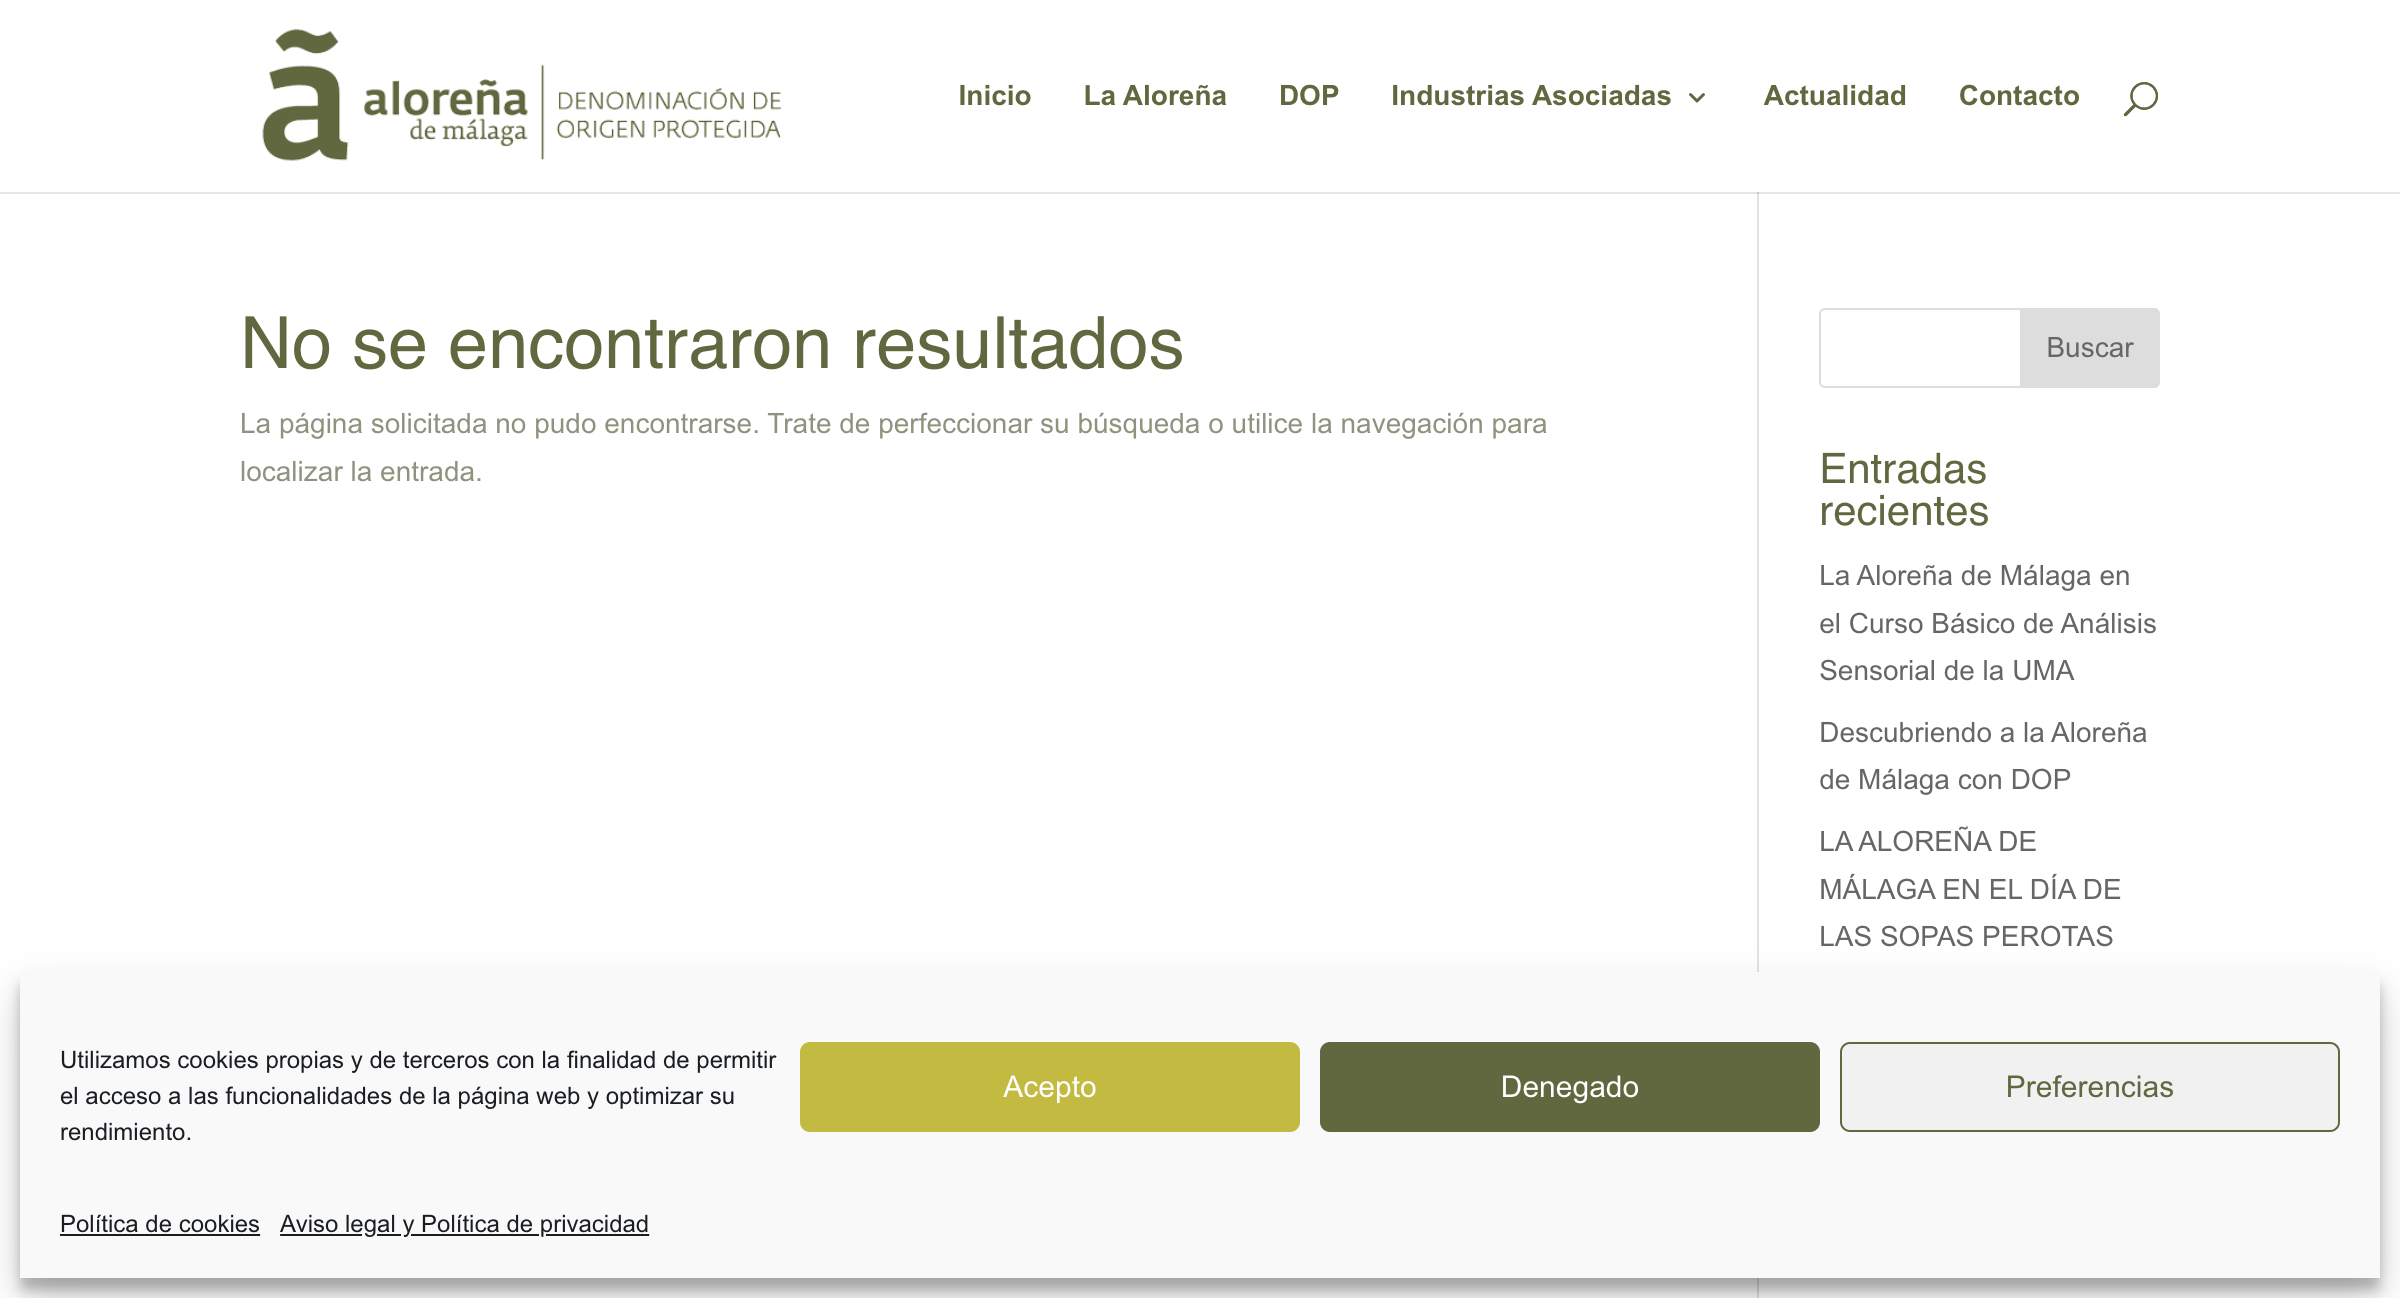 ã aloreña de málaga DENOMINACIÓN DE ORIGEN PROTEGIDA
Inicio La Aloreña DOP Industrias Asociadas Actualidad Contacto
No se encontraron resultados
La página solicitada no pudo encontrarse. Trate de perfeccionar su búsqueda o utilice la navegación para
localizar la entrada.
Buscar
Entradas
recientes
La Aloreña de Málaga en
el Curso Básico de Análisis
Sensorial de la UMA
Descubriendo a la Aloreña
de Málaga con DOP
LA ALOREÑA DE
MÁLAGA EN EL DÍA DE
LAS SOPAS PEROTAS
Utilizamos cookies propias y de terceros con la finalidad de permitir
el acceso a las funcionalidades de la página web y optimizar su
rendimiento.
Acepto
Denegado
Preferencias
Política de cookies Aviso legal y Política de privacidad